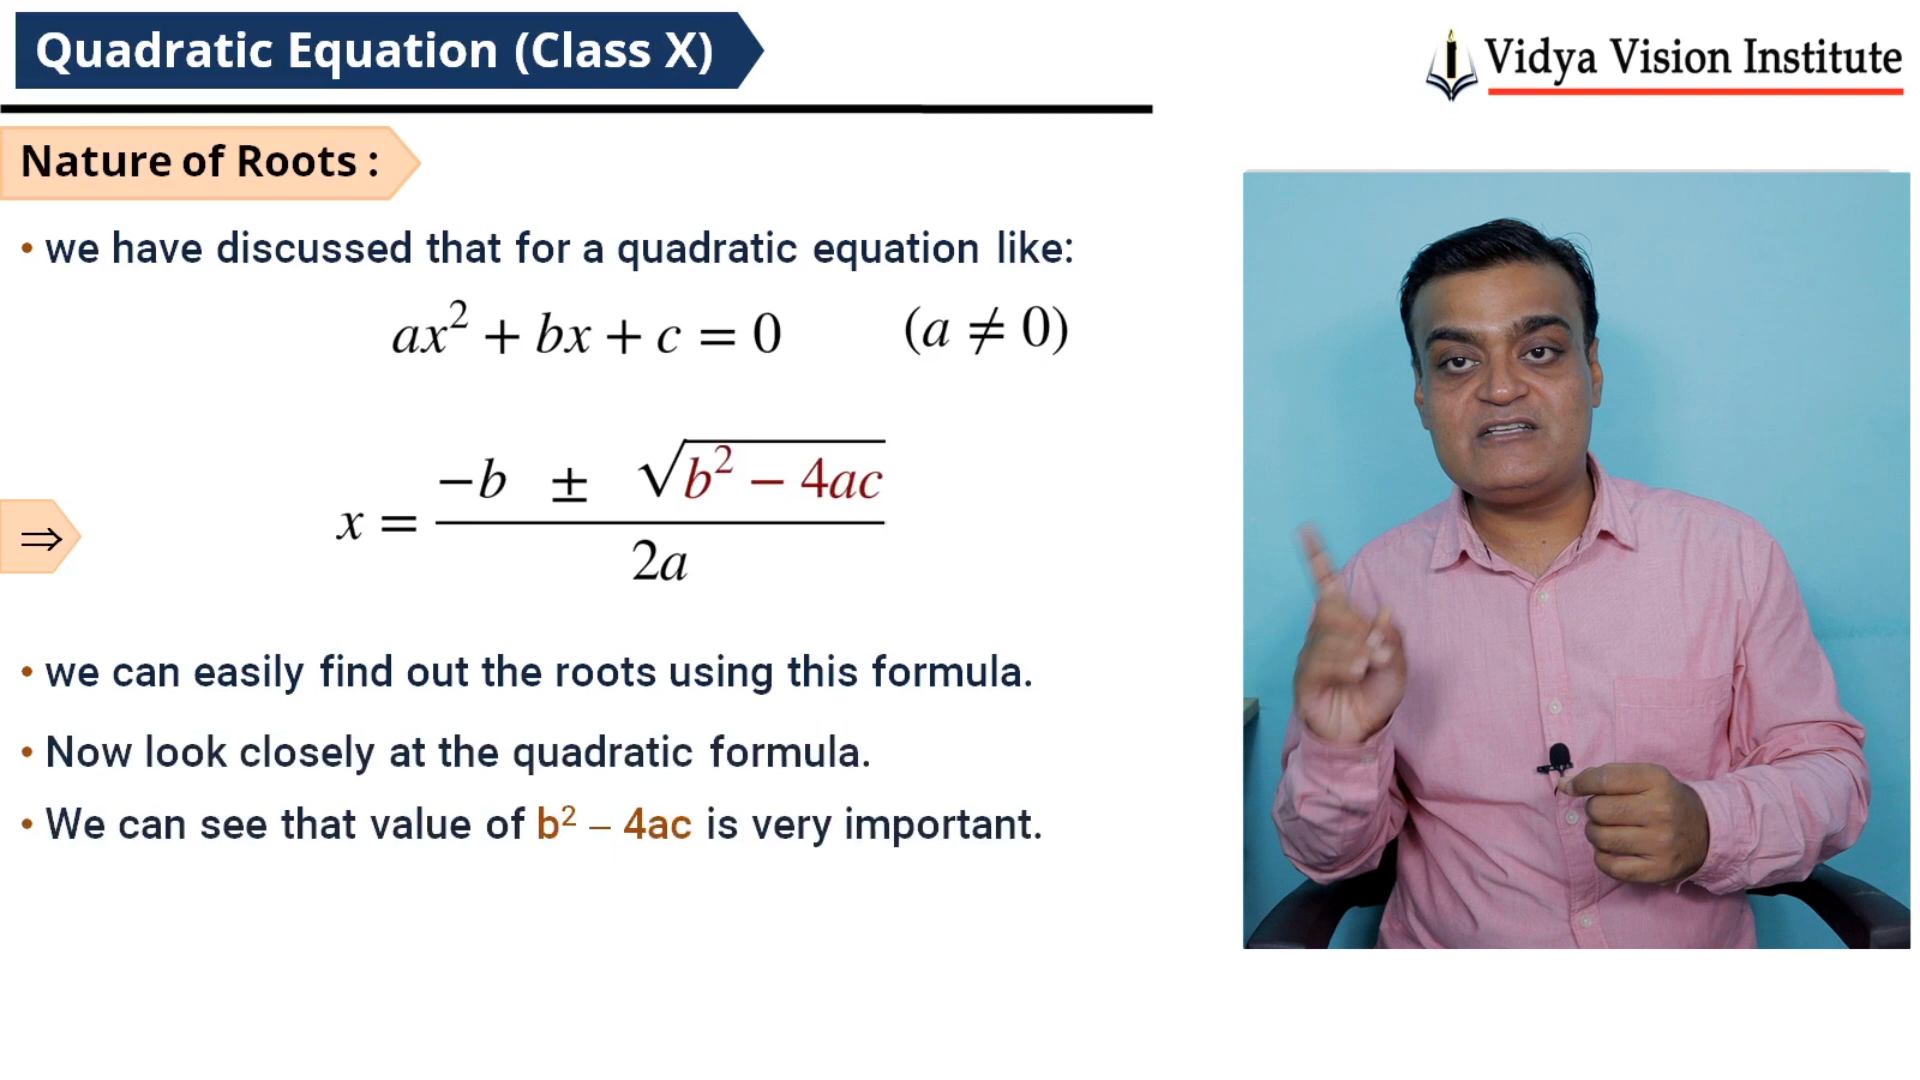 Quadratic Equation (Class X)
Vidya Vision Institute
Nature of Roots :
• we have discussed that for a quadratic equation like:
ax² + bx + c = 0 (a ≠ 0)
⇒ x = (−b ± √(b² − 4ac)) / 2a
• we can easily find out the roots using this formula.
• Now look closely at the quadratic formula.
• We can see that value of b² – 4ac is very important.